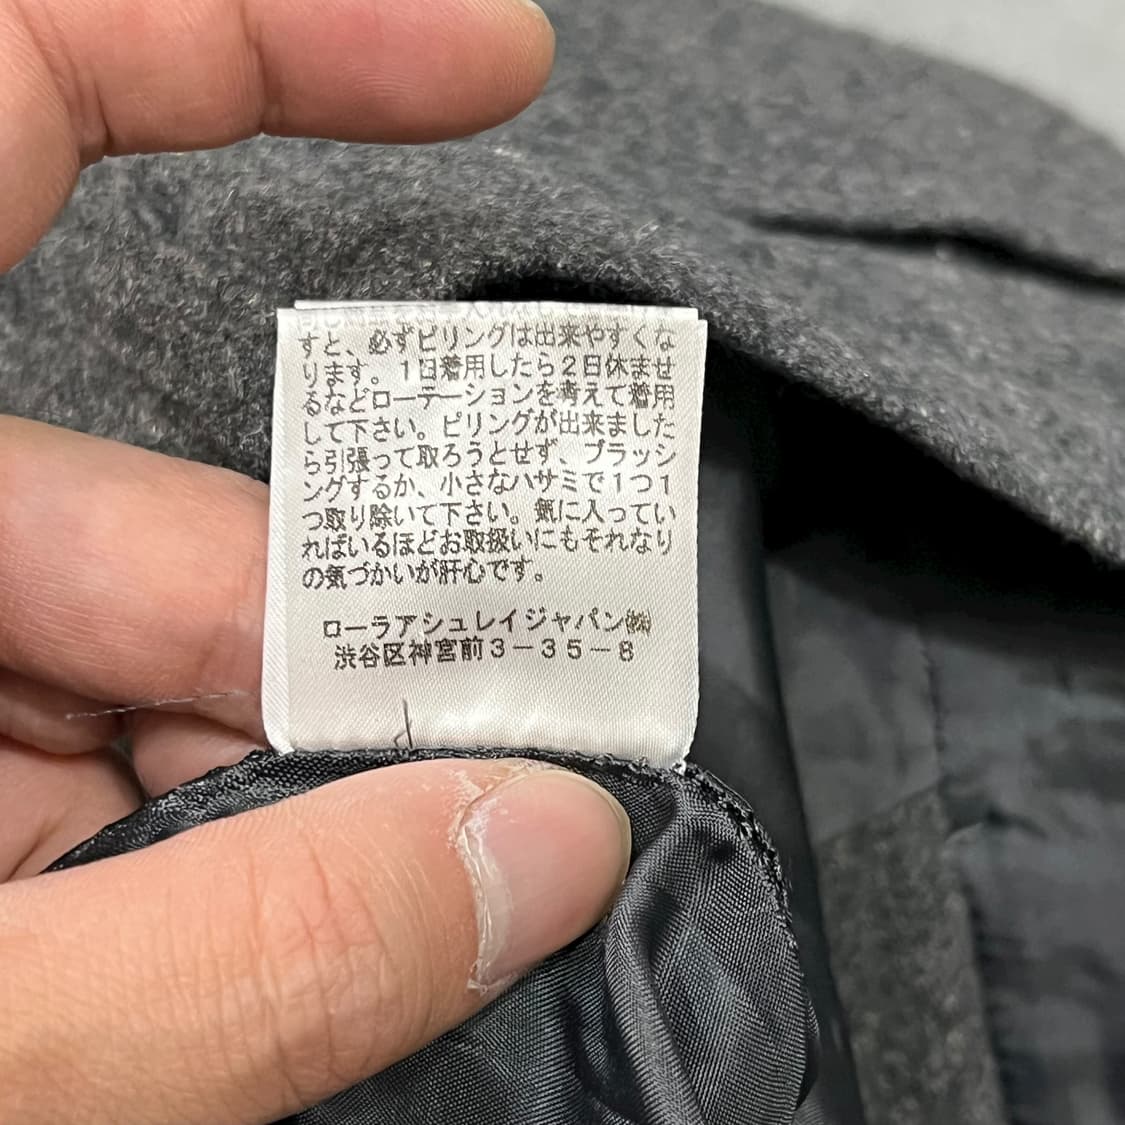 すと、必ずピリングは出来やすくな
ります。1日着用したら2日休ませ
るなどローテーションを考えて着用
して下さい。ピリングが出来ました
ら引張って取ろうとせず、ブラッシ
ングするか、小さなハサミで1つ1
つ取り除いて下さい。気に入ってい
ればいるほどお取扱いにもそれなり
の気づかいが肝心です。
ローラアシュレイジャパン㈱
渋谷区神宮前3-35-8